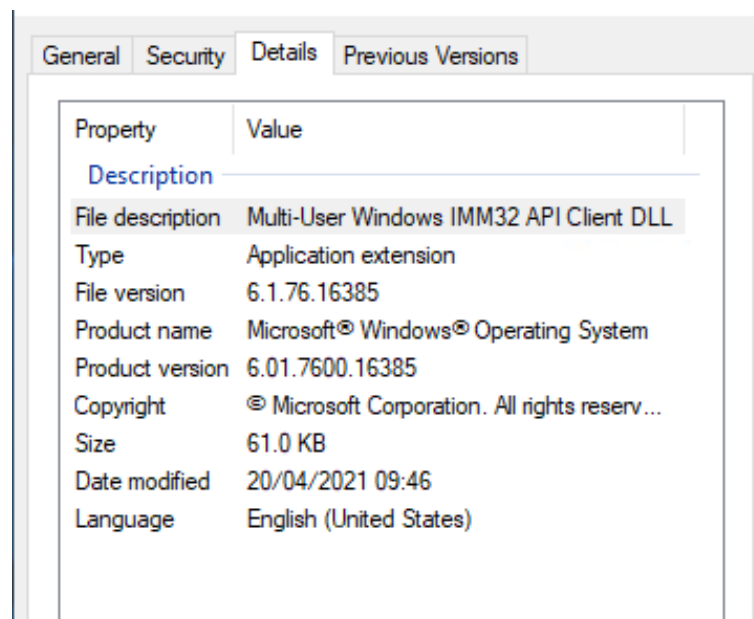 General Security Details Previous Versions
Property Value
Description
File description Multi-User Windows IMM32 API Client DLL
Type Application extension
File version 6.1.76.16385
Product name Microsoft® Windows® Operating System
Product version 6.01.7600.16385
Copyright © Microsoft Corporation. All rights reserv...
Size 61.0 KB
Date modified 20/04/2021 09:46
Language English (United States)